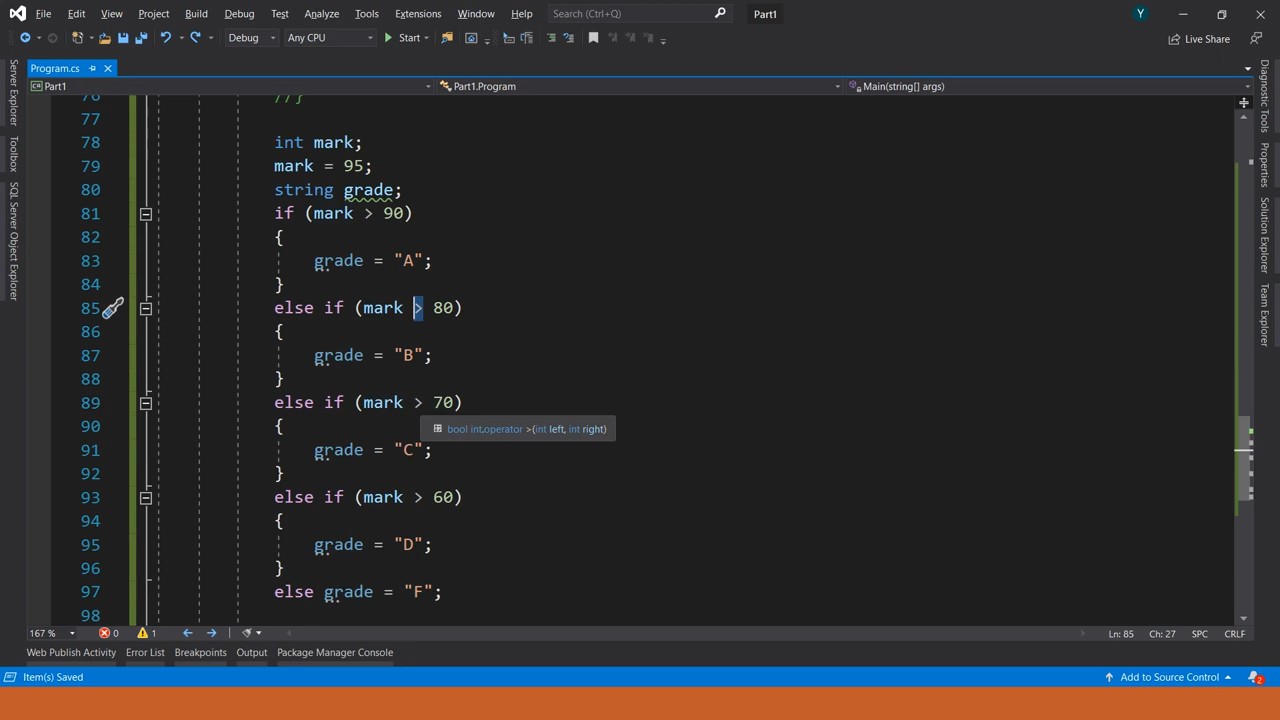 File Edit View Project Build Debug Test Analyze Tools Extensions Window Help Search (Ctrl+Q) Part1 Y
Debug Any CPU Start Live Share
Program.cs
Part1 Part1.Program Main(string[] args)
Server Explorer
Toolbox
SQL Server Object Explorer
76 //}
77
78 int mark;
79 mark = 95;
80 string grade;
81 if (mark > 90)
82 {
83 grade = "A";
84 }
85 else if (mark > 80)
86 {
87 grade = "B";
88 }
89 else if (mark > 70)
90 {
bool int.operator >(int left, int right)
91 grade = "C";
92 }
93 else if (mark > 60)
94 {
95 grade = "D";
96 }
97 else grade = "F";
98
Diagnostic Tools
Properties
Solution Explorer
Team Explorer
167 % 0 1 Ln: 85 Ch: 27 SPC CRLF
Web Publish Activity Error List Breakpoints Output Package Manager Console
Item(s) Saved Add to Source Control 2